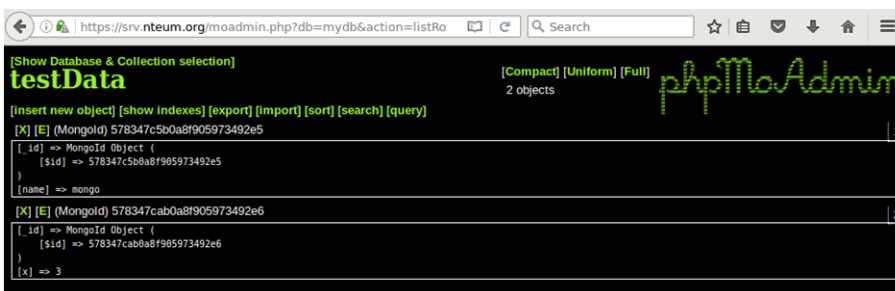 https://srv.nteum.org/moadmin.php?db=mydb&action=listRo
Search
[Show Database & Collection selection]
testData
[Compact] [Uniform] [Full]
2 objects
phpMoAdmin
[insert new object] [show indexes] [export] [import] [sort] [search] [query]
[X] [E] (MongoId) 578347c5b0a8f905973492e5
[_id] => MongoId Object (
[$id] => 578347c5b0a8f905973492e5
)
[name] => mongo
[X] [E] (MongoId) 578347cab0a8f905973492e6
[_id] => MongoId Object (
[$id] => 578347cab0a8f905973492e6
)
[x] => 3